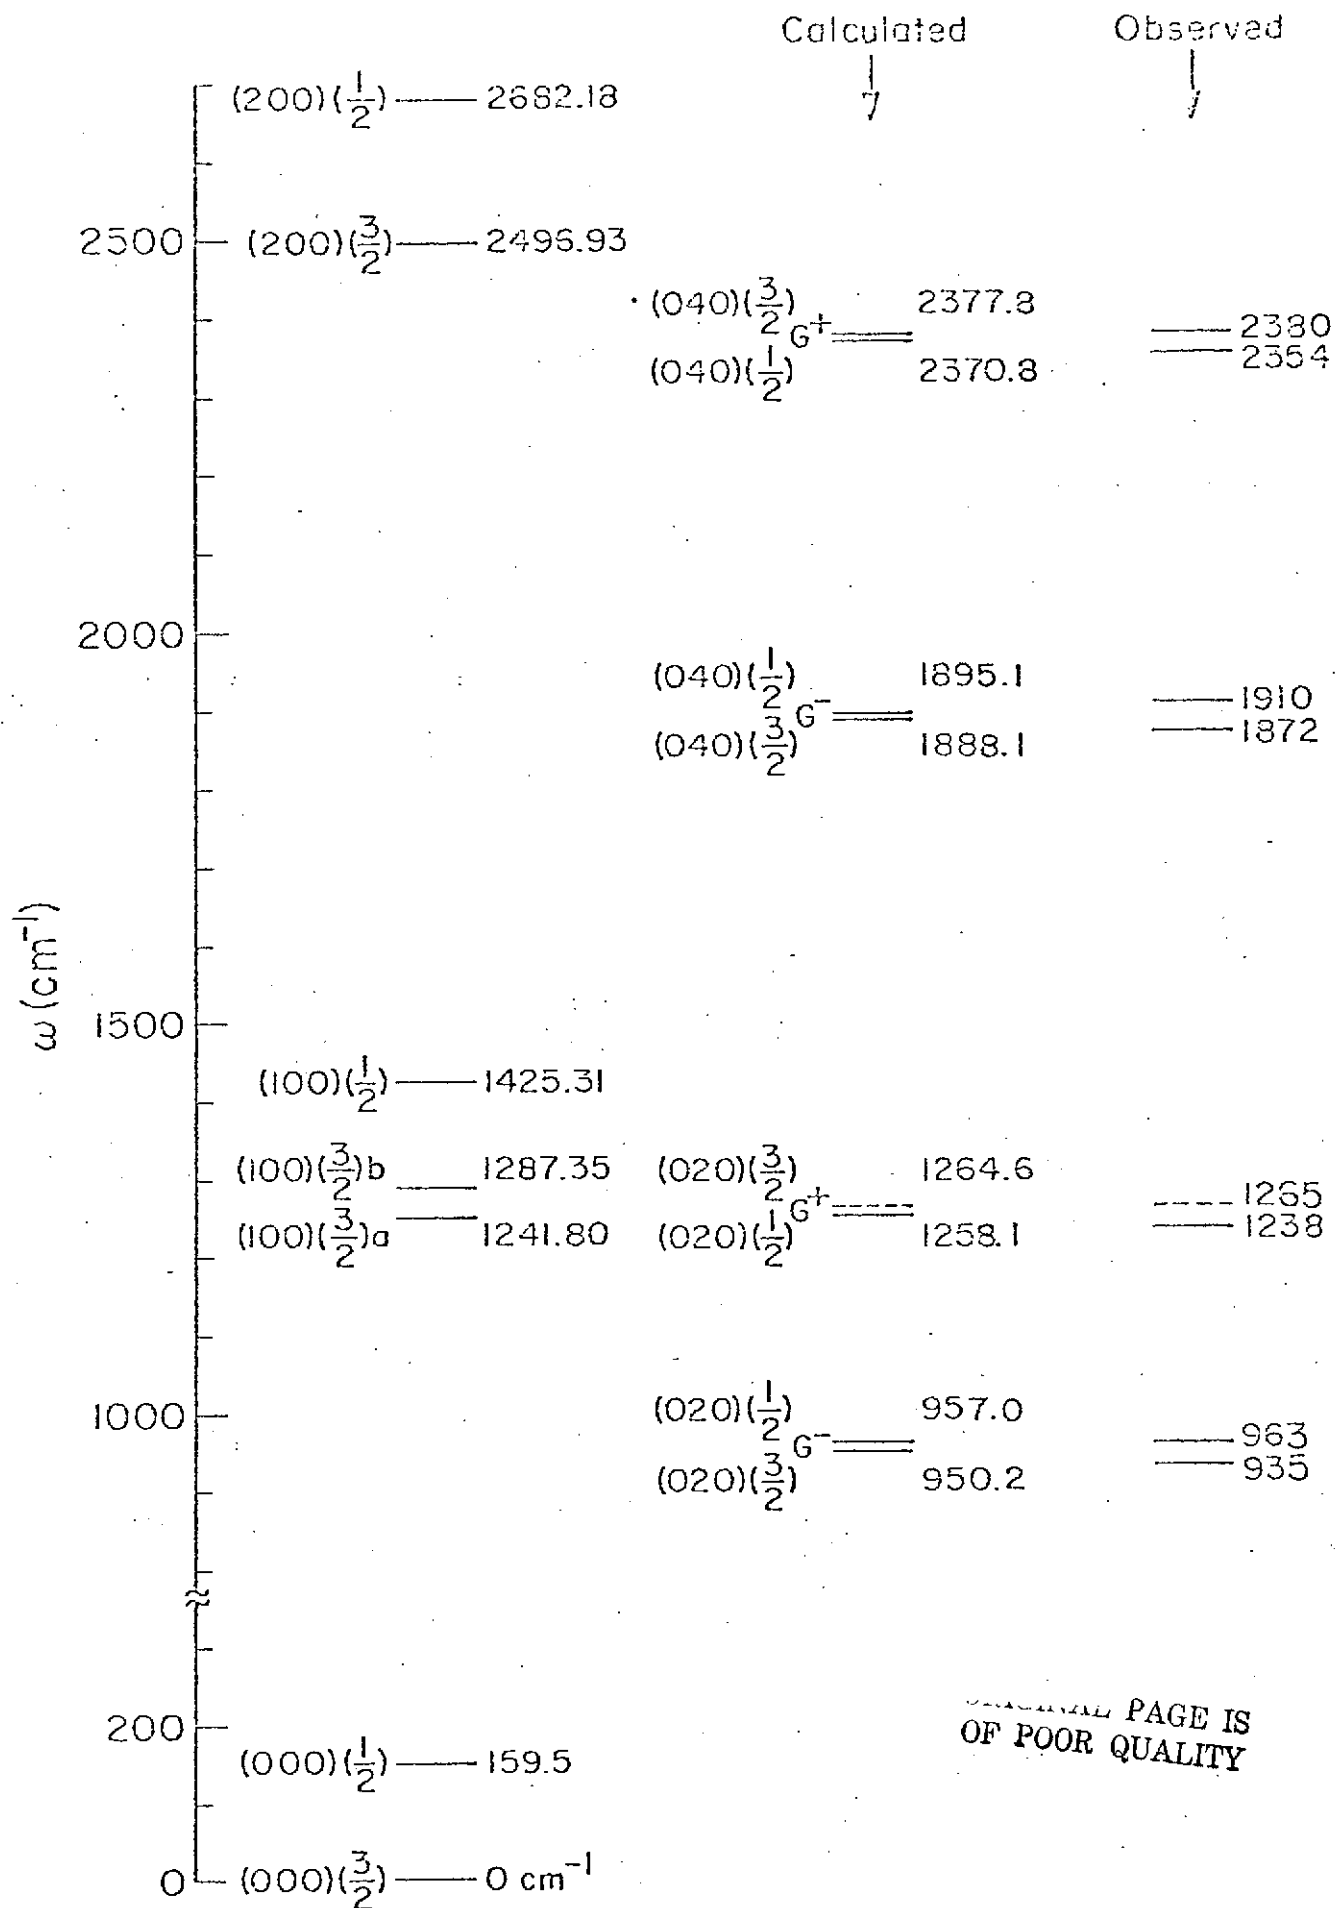 Calculated Observed
(200)(1/2) 2682.18
2500 (200)(3/2) 2496.93
(040)(3/2) 2377.8
G+ 2380
(040)(1/2) 2370.8 2354
2000
(040)(1/2) 1895.1
G- 1910
(040)(3/2) 1888.1 1872
ω (cm-1)
1500
(100)(1/2) 1425.31
(100)(3/2)b 1287.35 (020)(3/2) 1264.6
G+ 1265
(100)(3/2)a 1241.80 (020)(1/2) 1258.1 1238
1000 (020)(1/2) 957.0
G- 963
(020)(3/2) 950.2 935
200
(000)(1/2) 159.5
0 (000)(3/2) 0 cm-1
PAGE IS
OF POOR QUALITY